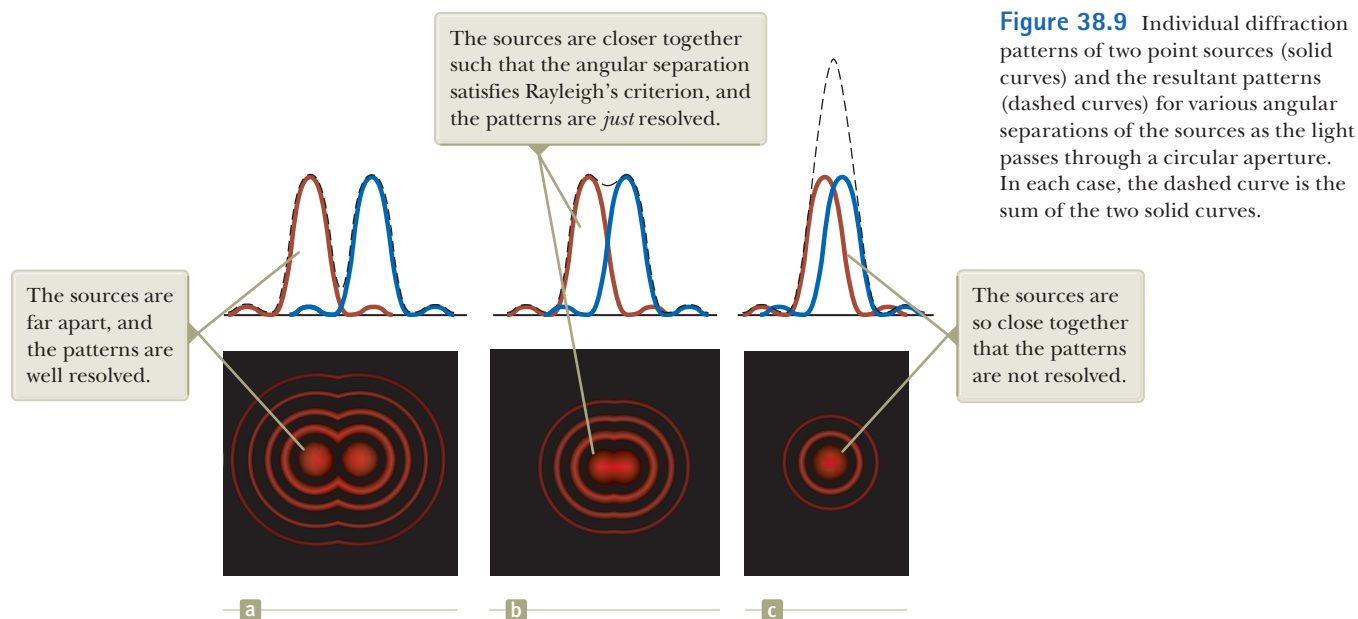 The sources are closer together
such that the angular separation
satisfies Rayleigh's criterion, and
the patterns are just resolved.
Figure 38.9 Individual diffraction
patterns of two point sources (solid
curves) and the resultant patterns
(dashed curves) for various angular
separations of the sources as the light
passes through a circular aperture.
In each case, the dashed curve is the
sum of the two solid curves.
The sources are
far apart, and
the patterns are
well resolved.
The sources are
so close together
that the patterns
are not resolved.
a
b
c